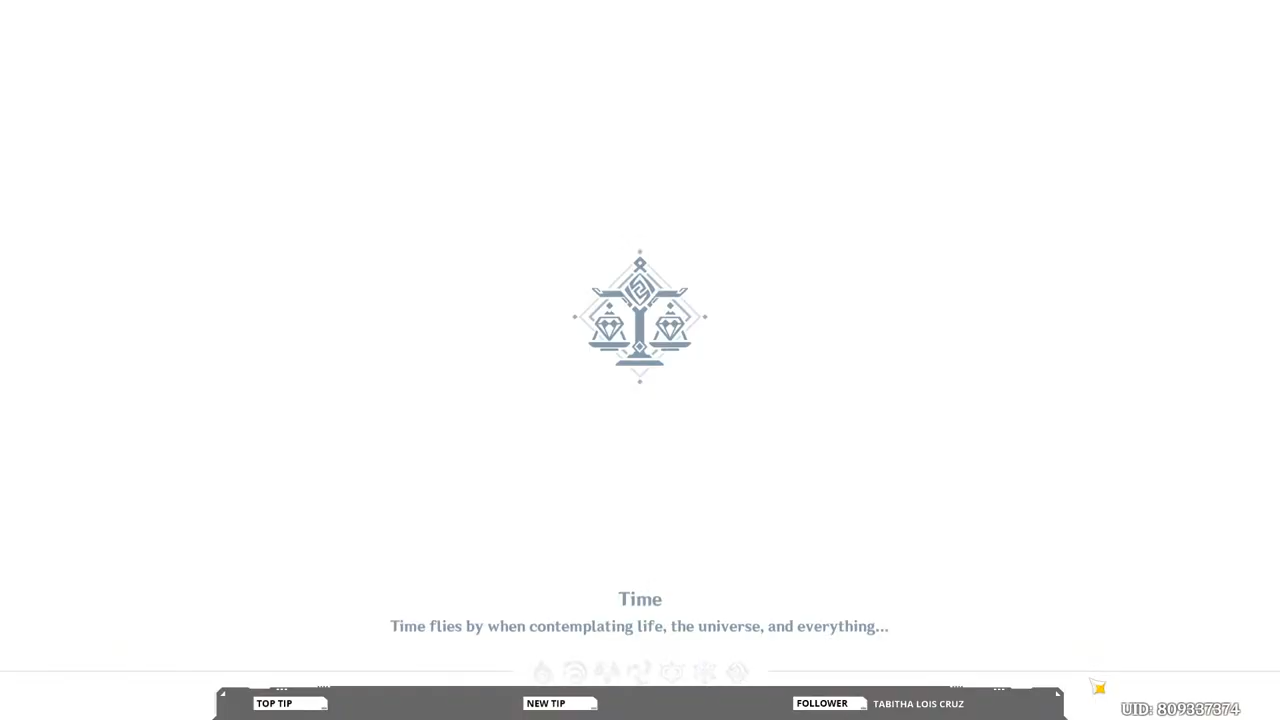 Time
Time flies by when contemplating life, the universe, and everything...
TOP TIP
NEW TIP
FOLLOWER TABITHA LOIS CRUZ
UID: 809337374